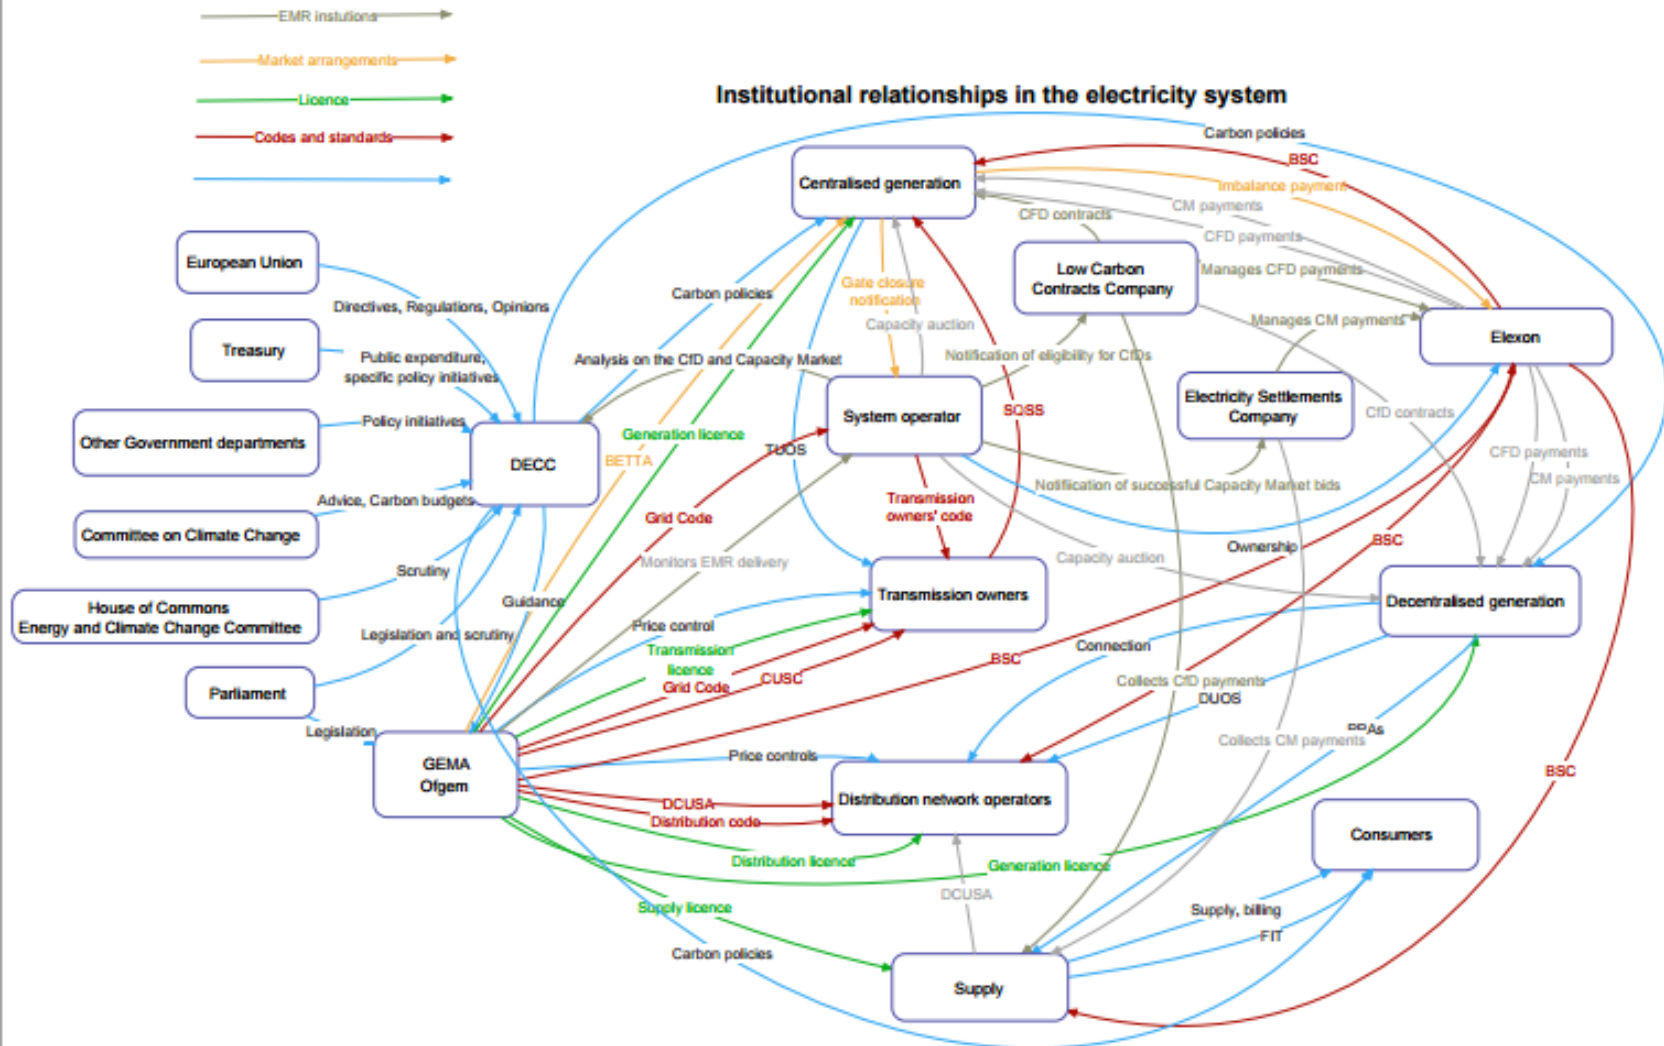 EMR instutions
Market arrangements
Licence
Codes and standards
Institutional relationships in the electricity system
Carbon policies
BSC
Centralised generation
Imbalance payment
CM payments
CFD contracts
CFD payments
European Union
Low Carbon
Contracts Company
Manages CFD payments
Directives, Regulations, Opinions
Carbon policies
Gate closure
notification
Capacity auction
Manages CM payments
Elexon
Treasury
Public expenditure,
specific policy initiatives
Analysis on the CfD and Capacity Market
Notification of eligibility for CfDs
Other Government departments
Policy initiatives
DECC
Generation licence
BETTA
TUOS
System operator
SQSS
Electricity Settlements
Company
CfD contracts
CFD payments
CM payments
Notifiication of successful Capacity Market bids
Advice, Carbon budgets
Committee on Climate Change
Grid Code
Transmission
owners' code
Monitors EMR delivery
Capacity auction
Ownership
BSC
Scrutiny
House of Commons
Energy and Climate Change Committee
Guidance
Transmission owners
Decentralised generation
Legislation and scrutiny
Price control
Transmission
licence
Grid Code
CUSC
BSC
Connection
Collects CfD payments
DUOS
Parliament
Legislation
GEMA
Ofgem
Price controls
Collects CM payments
BSC
Distribution network operators
DCUSA
Distribution code
Consumers
Distribution licence
Generation licence
DCUSA
Supply licence
Supply, billing
FIT
Carbon policies
Supply